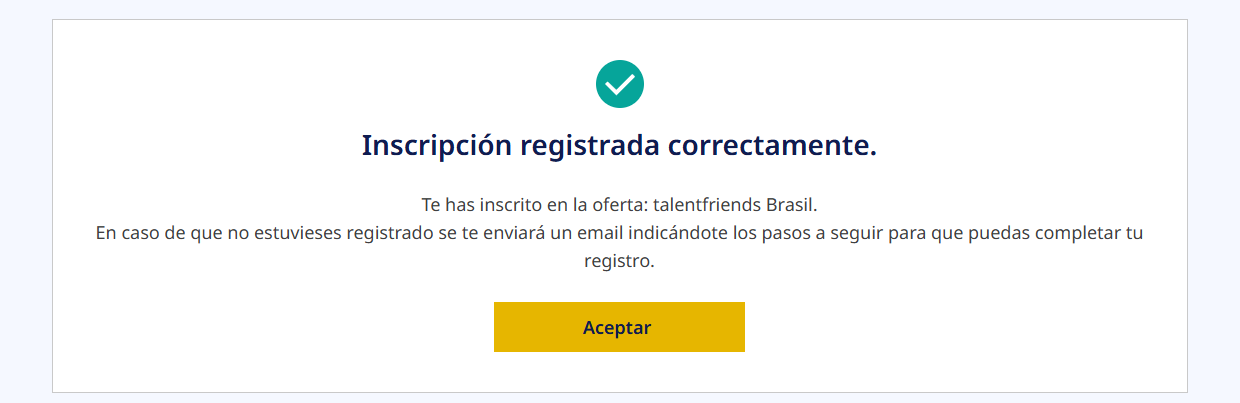 Inscripción registrada correctamente.
Te has inscrito en la oferta: talentfriends Brasil.
En caso de que no estuvieses registrado se te enviará un email indicándote los pasos a seguir para que puedas completar tu
registro.
Aceptar